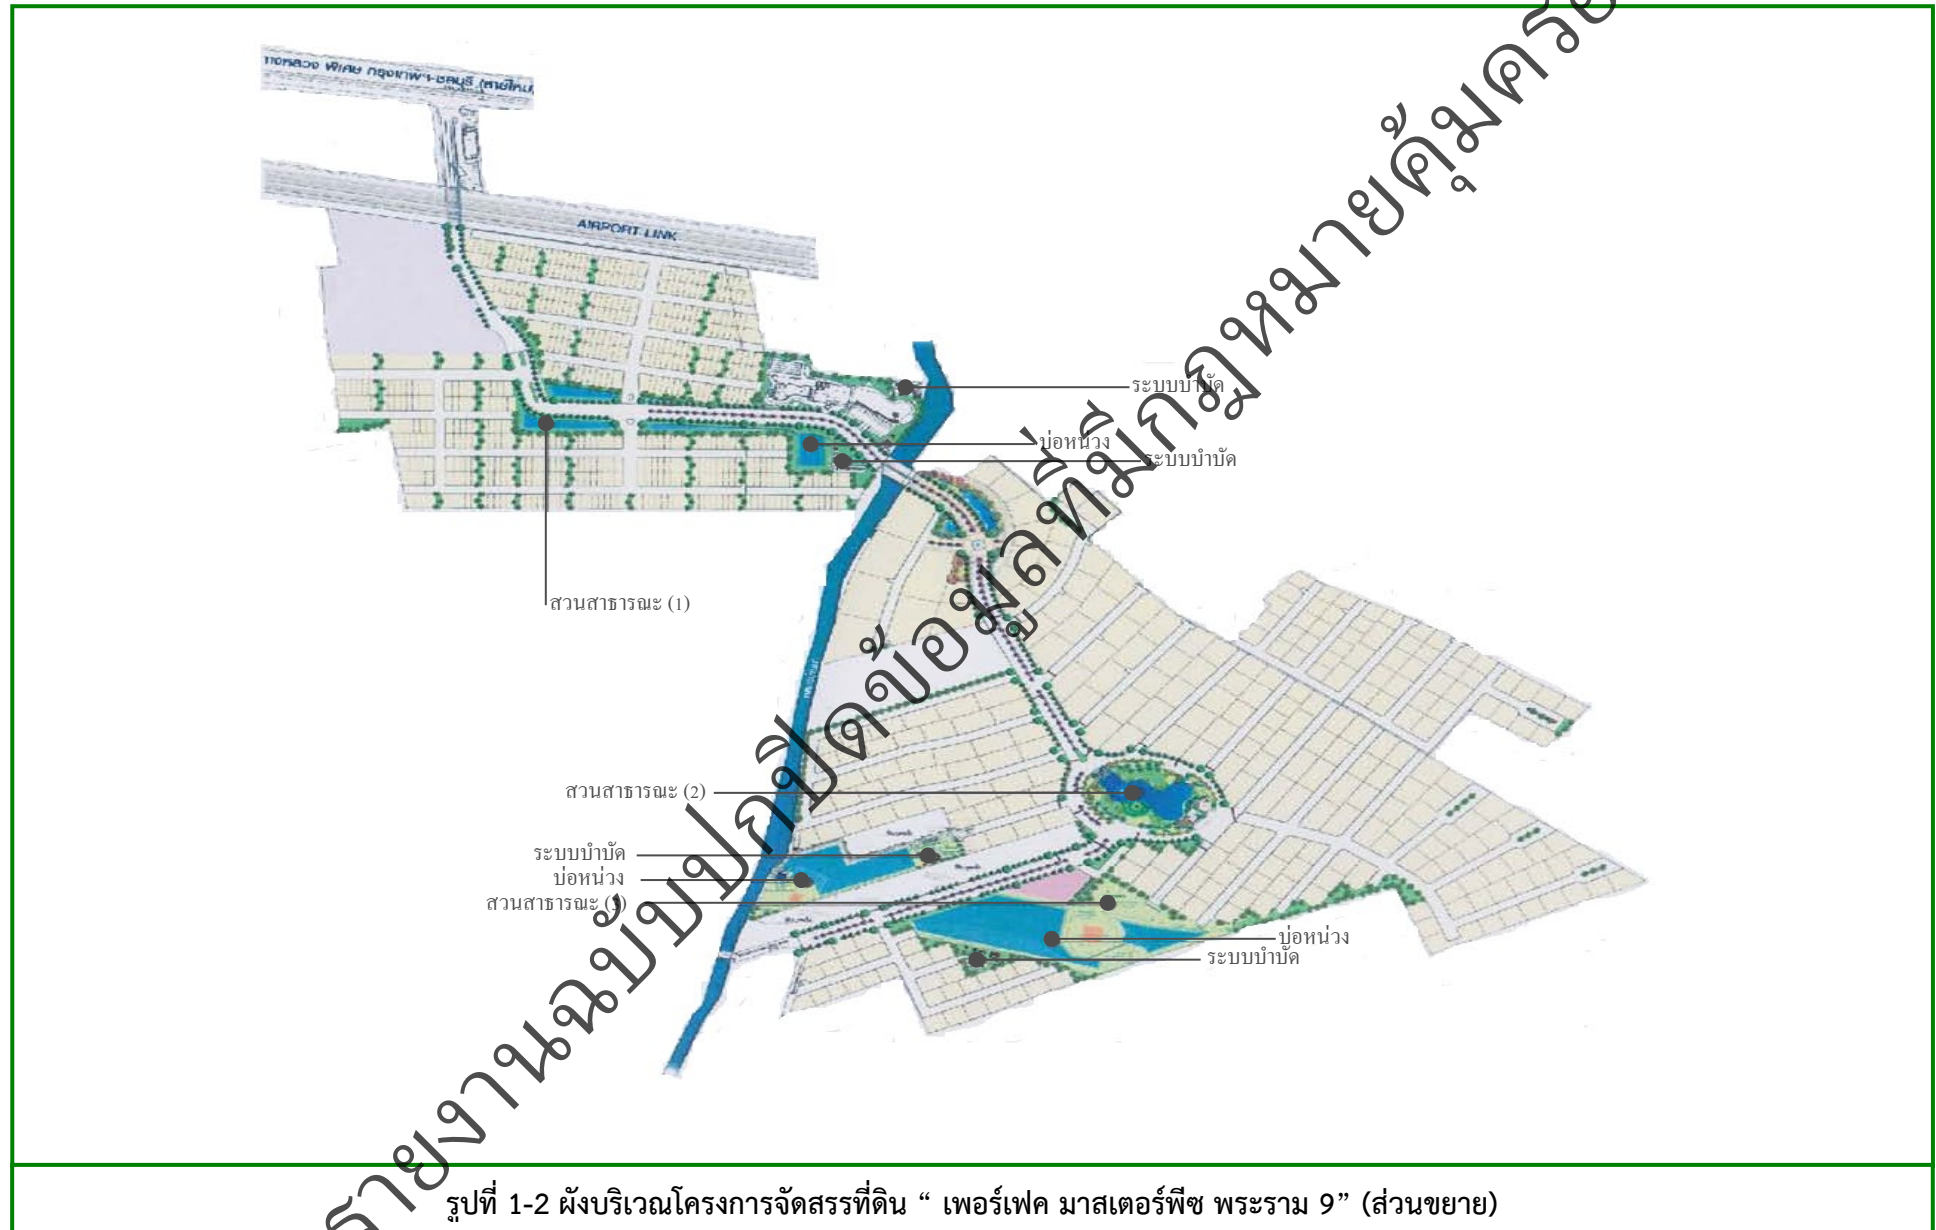 ทางหลวง พิเศษ กรุงเทพฯ-ชลบุรี (สายใหม่)
AIRPORT LINK
ระบบบำบัด
บ่อหน่วง
ระบบบำบัด
สวนสาธารณะ (1)
สวนสาธารณะ (2)
ระบบบำบัด
บ่อหน่วง
สวนสาธารณะ (3)
บ่อหน่วง
ระบบบำบัด
รายงานฉบับปกปิดข้อมูลที่มีกฎหมายคุ้มครอง
รูปที่ 1-2 ผังบริเวณโครงการจัดสรรที่ดิน “ เพอร์เฟค มาสเตอร์พีซ พระราม 9” (ส่วนขยาย)